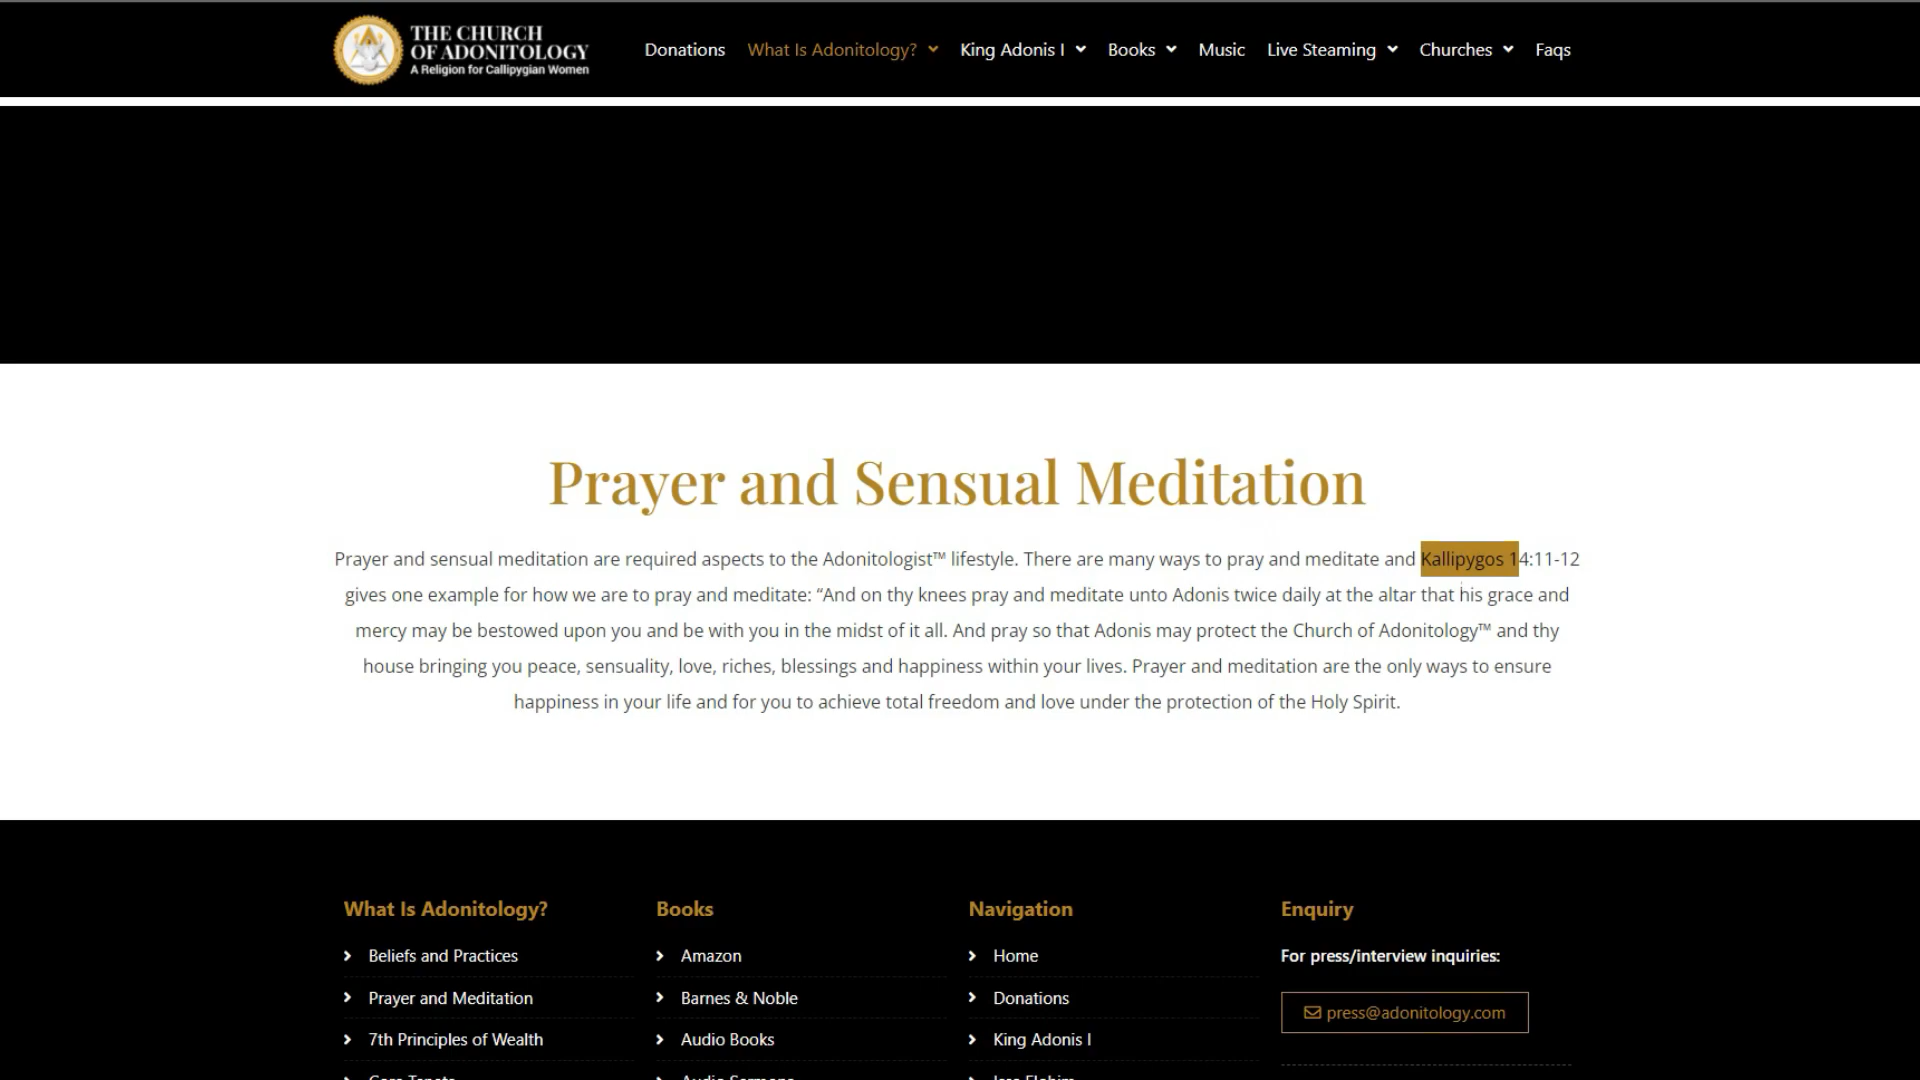 THE CHURCH
OF ADONITOLOGY
A Religion for Callipygian Women
Donations What Is Adonitology? King Adonis I Books Music Live Steaming Churches Faqs
Prayer and Sensual Meditation
Prayer and sensual meditation are required aspects to the Adonitologist™ lifestyle. There are many ways to pray and meditate and Kallipygos 14:11-12
gives one example for how we are to pray and meditate: “And on thy knees pray and meditate unto Adonis twice daily at the altar that his grace and
mercy may be bestowed upon you and be with you in the midst of it all. And pray so that Adonis may protect the Church of Adonitology™ and thy
house bringing you peace, sensuality, love, riches, blessings and happiness within your lives. Prayer and meditation are the only ways to ensure
happiness in your life and for you to achieve total freedom and love under the protection of the Holy Spirit.
What Is Adonitology?
Beliefs and Practices
Prayer and Meditation
7th Principles of Wealth
Core Tenets
Books
Amazon
Barnes & Noble
Audio Books
Audio Sermons
Navigation
Home
Donations
King Adonis I
Enquiry
For press/interview inquiries:
press@adonitology.com